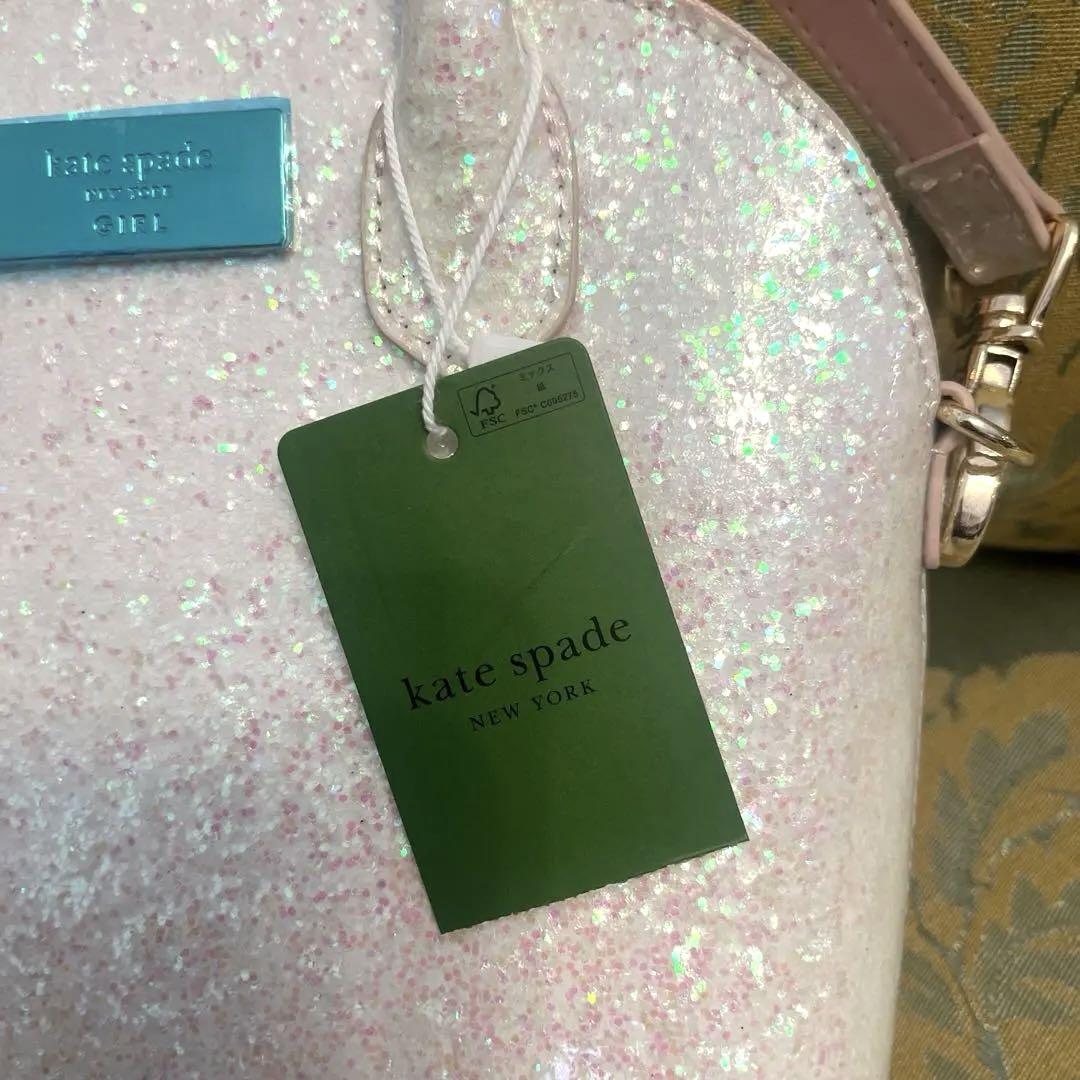 kate spade
NEW YORK
GIRL
ミックス
紙
FSC
FSC® C095275
kate spade
NEW YORK